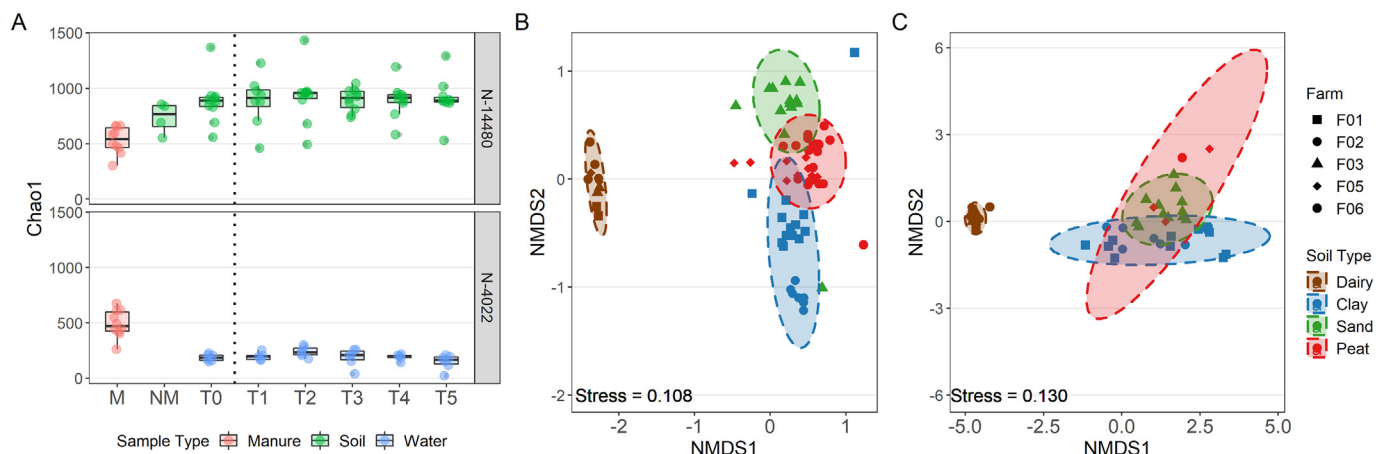 A
1500
1000
500
0
N-14480
1500
1000
500
0
N-4022
Chao1
M NM T0 T1 T2 T3 T4 T5
Sample Type Manure Soil Water
B
1
0
-1
-2
NMDS2
Stress = 0.108
-2 -1 0 1
NMDS1
C
6
3
0
-3
-6
NMDS2
Stress = 0.130
-5.0 -2.5 0.0 2.5 5.0
NMDS1
Farm
F01
F02
F03
F05
F06
Soil Type
Dairy
Clay
Sand
Peat